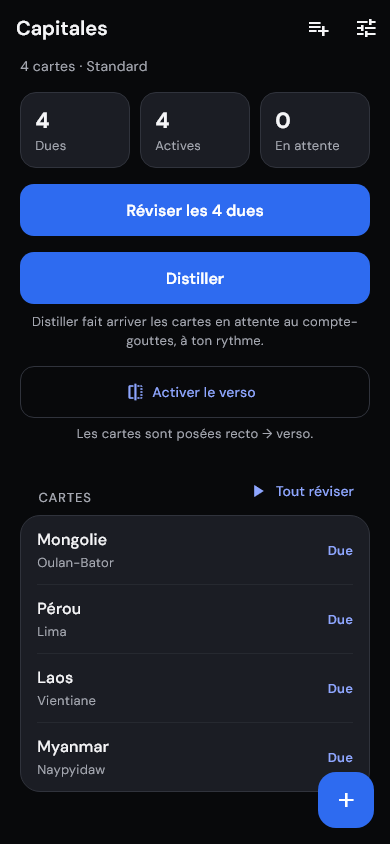 Capitales
4 cartes · Standard
4
Dues
4
Actives
0
En attente
Réviser les 4 dues
Distiller
Distiller fait arriver les cartes en attente au compte-
gouttes, à ton rythme.
Activer le verso
Les cartes sont posées recto → verso.
CARTES
Tout réviser
Mongolie
Oulan-Bator
Due
Pérou
Lima
Due
Laos
Vientiane
Due
Myanmar
Naypyidaw
Due
+